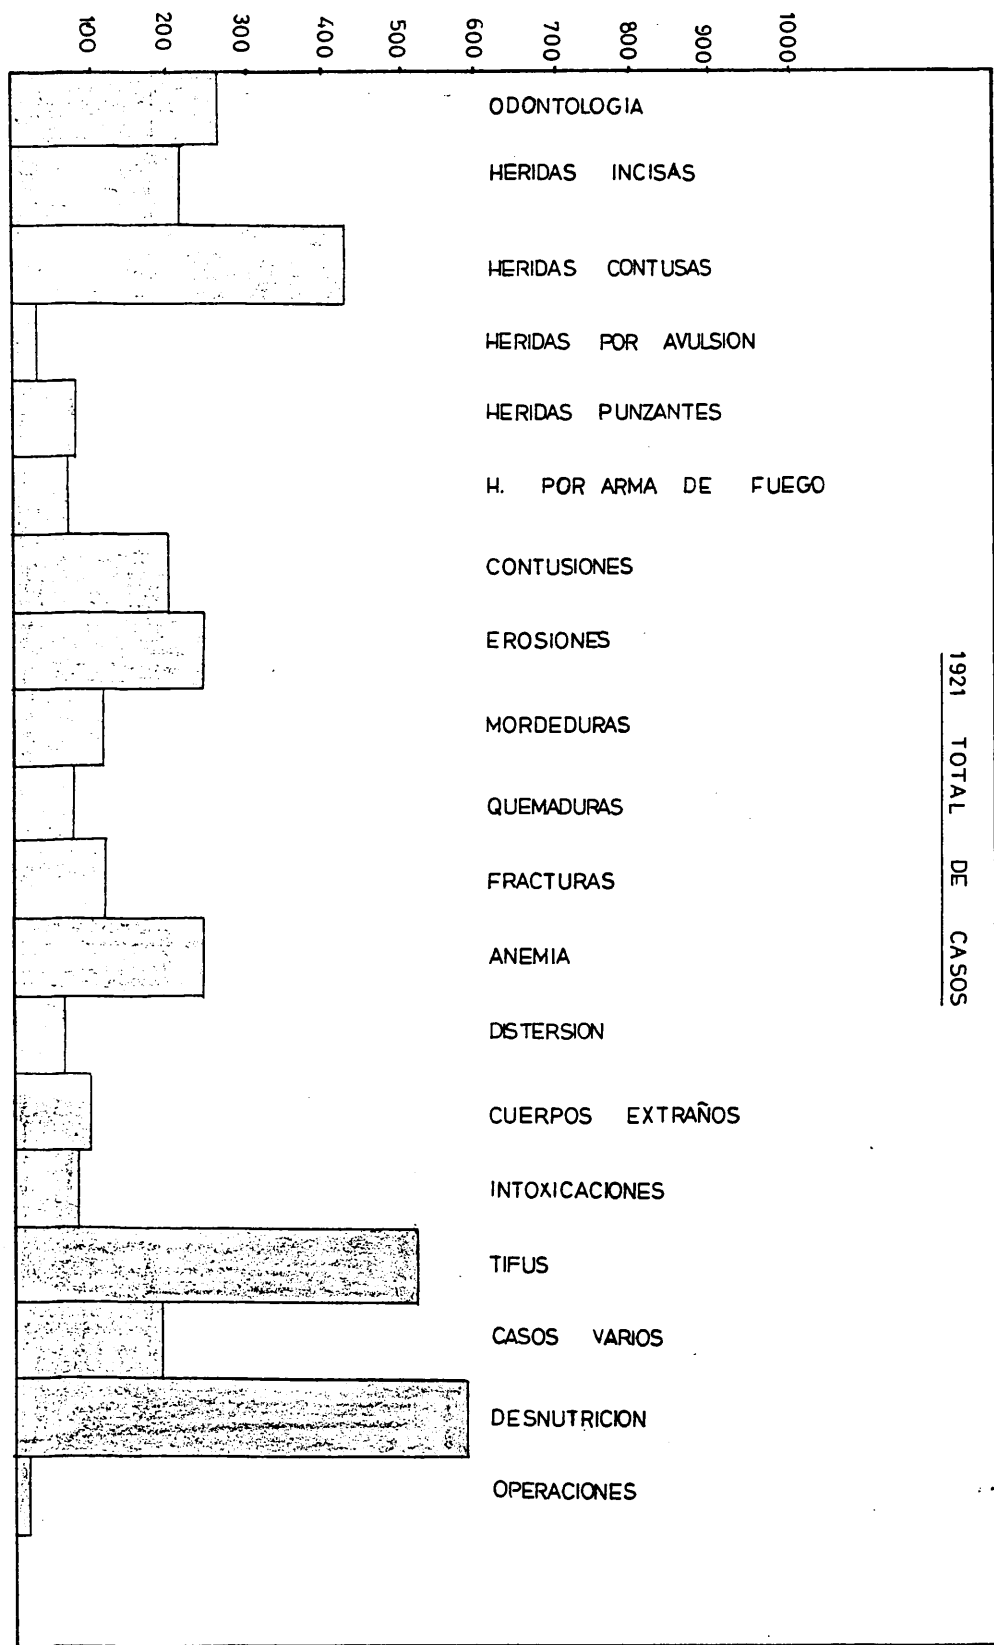 100
200
300
400
500
600
700
800
900
1000
ODONTOLOGIA
HERIDAS INCISAS
HERIDAS CONTUSAS
HERIDAS POR AVULSION
HERIDAS PUNZANTES
H. POR ARMA DE FUEGO
CONTUSIONES
EROSIONES
MORDEDURAS
QUEMADURAS
FRACTURAS
ANEMIA
DISTERSION
CUERPOS EXTRAÑOS
INTOXICACIONES
TIFUS
CASOS VARIOS
DESNUTRICION
OPERACIONES
1921 TOTAL DE CASOS